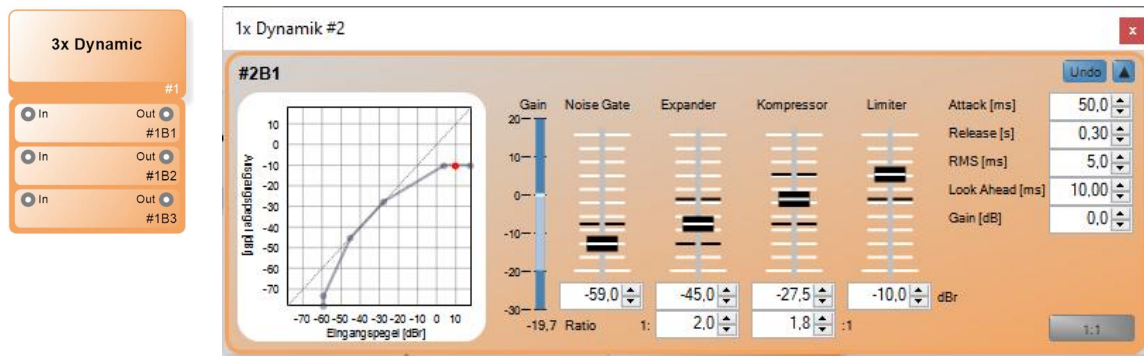 3x Dynamic
#1
In Out
#1B1
In Out
#1B2
In Out
#1B3
1x Dynamik #2
x
#2B1
Undo
Ausgangspegel [dBr]
10
0
-10
-20
-30
-40
-50
-60
-70
-70 -60 -50 -40 -30 -20 -10 0 10
Eingangspegel [dBr]
Gain Noise Gate Expander Kompressor Limiter
20
10
0
-10
-20
-30
-19,7
-59,0 -45,0 -27,5 -10,0 dBr
Ratio 1: 2,0 1,8 :1
Attack [ms] 50,0
Release [s] 0,30
RMS [ms] 5,0
Look Ahead [ms] 10,00
Gain [dB] 0,0
1:1